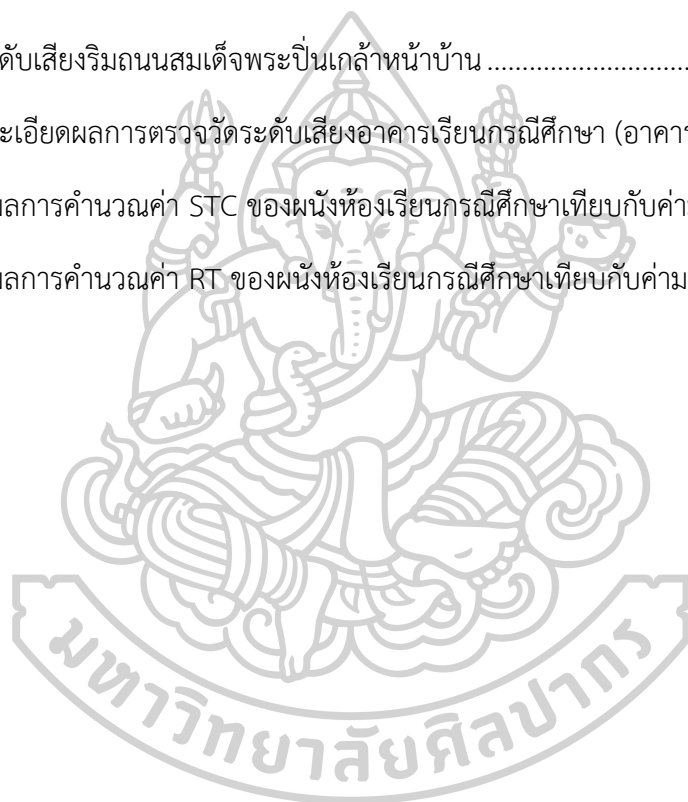 ดับเสียงริมถนนสมเด็จพระปิ่นเกล้าหน้าบ้าน ..........................
ะเอียดผลการตรวจวัดระดับเสียงอาคารเรียนกรณีศึกษา (อาคาร
ผลการคำนวณค่า STC ของผนังห้องเรียนกรณีศึกษาเทียบกับค่า
ผลการคำนวณค่า RT ของผนังห้องเรียนกรณีศึกษาเทียบกับค่าม
มหาวิทยาลัยศิลปากร